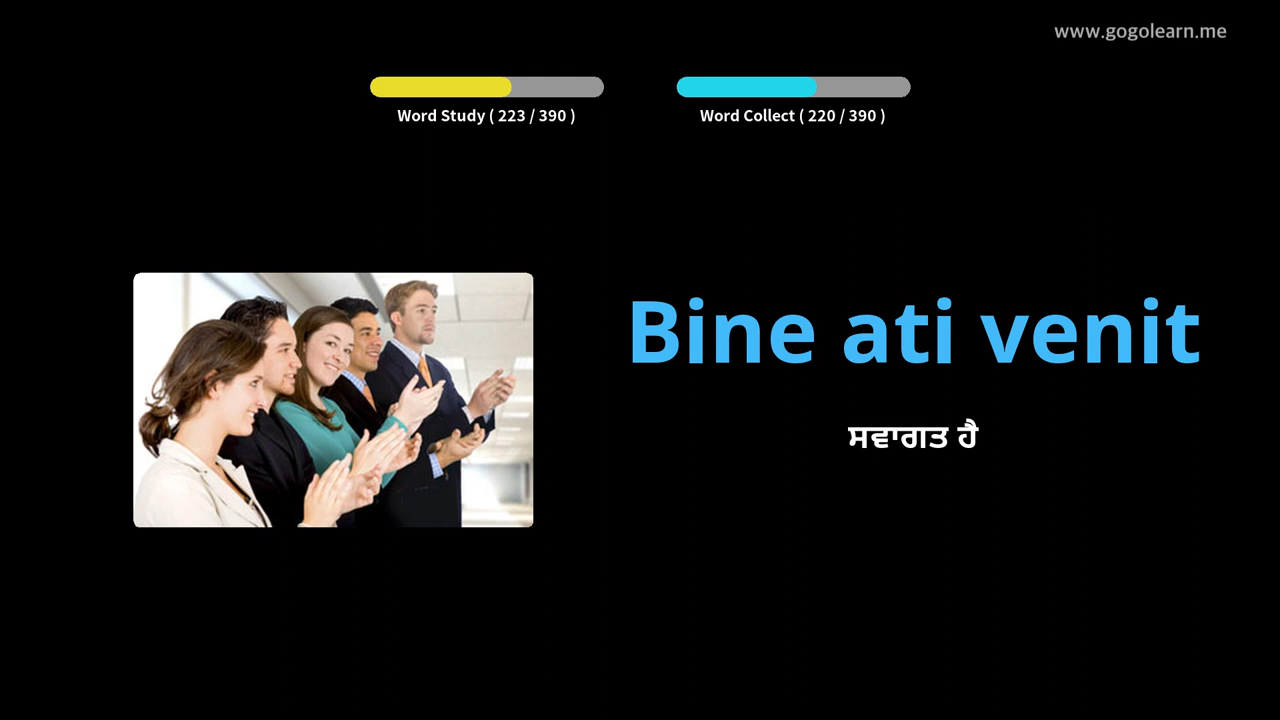 www.gogolearn.me
Word Study ( 223 / 390 )
Word Collect ( 220 / 390 )
Bine ati venit
ਸਵਾਗਤ ਹੈ